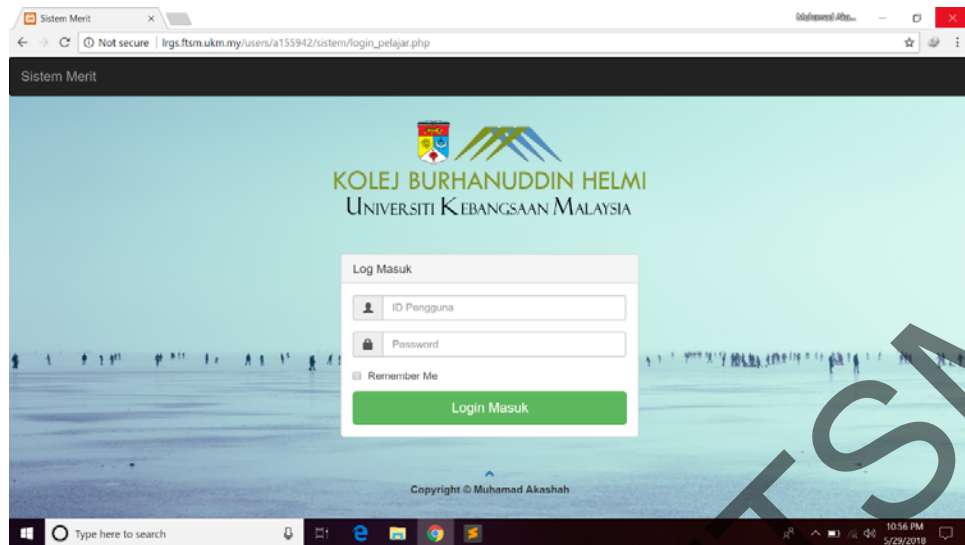 Sistem Merit
Not secure | lrgs.ftsm.ukm.my/users/a155942/sistem/login_pelajar.php
Sistem Merit
KOLEJ BURHANUDDIN HELMI
UNIVERSITI KEBANGSAAN MALAYSIA
Log Masuk
ID Pengguna
Password
Remember Me
Login Masuk
Copyright © Muhamad Akashah
Type here to search
10:56 PM
5/29/2018